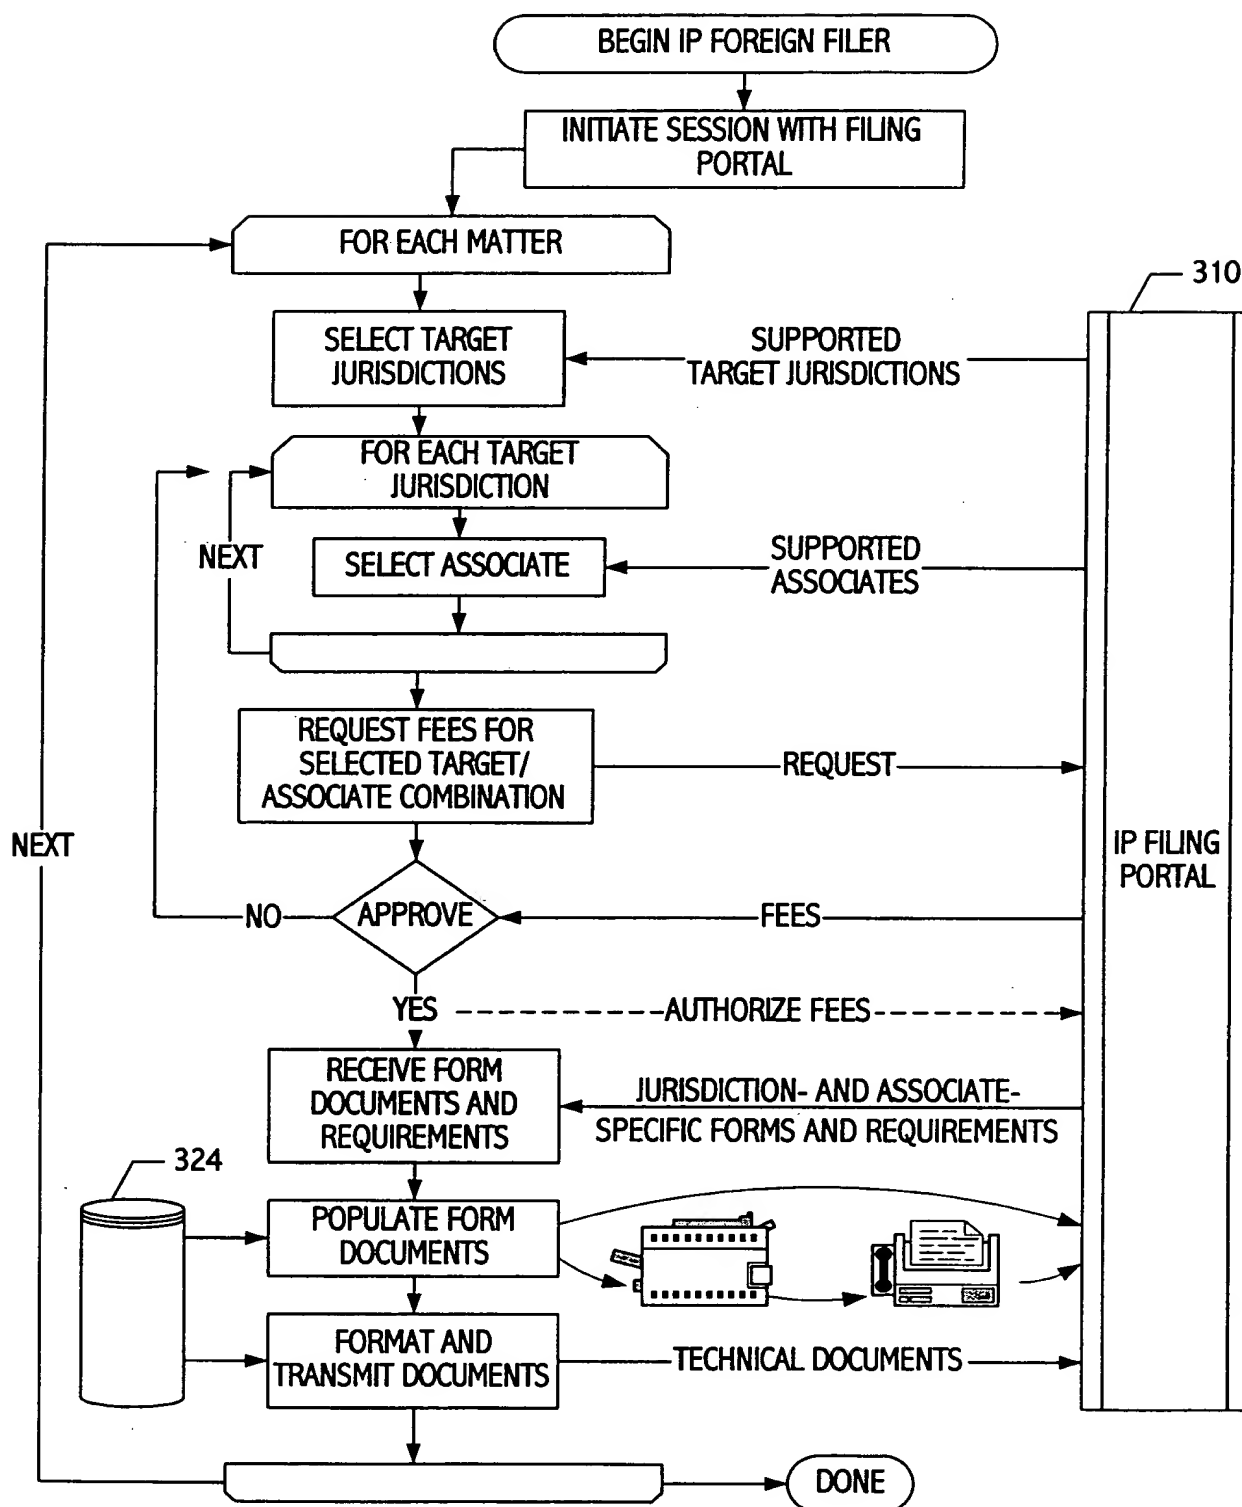 BEGIN IP FOREIGN FILER
INITIATE SESSION WITH FILING
PORTAL
FOR EACH MATTER
310
SELECT TARGET
JURISDICTIONS
SUPPORTED
TARGET JURISDICTIONS
FOR EACH TARGET
JURISDICTION
NEXT
SELECT ASSOCIATE
SUPPORTED
ASSOCIATES
REQUEST FEES FOR
SELECTED TARGET/
ASSOCIATE COMBINATION
REQUEST
NEXT
IP FILING
PORTAL
NO
APPROVE
FEES
YES
AUTHORIZE FEES
RECEIVE FORM
DOCUMENTS AND
REQUIREMENTS
JURISDICTION- AND ASSOCIATE-
SPECIFIC FORMS AND REQUIREMENTS
324
POPULATE FORM
DOCUMENTS
FORMAT AND
TRANSMIT DOCUMENTS
TECHNICAL DOCUMENTS
DONE